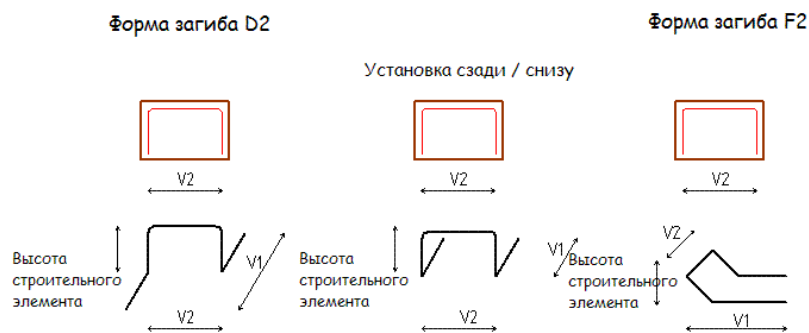 Форма загиба D2
Форма загиба F2
Установка сзади / снизу
V2
V2
V2
Высота
строительного
элемента
V1
V2
Высота
строительного
элемента
V1
V2
V2
Высота
строительного
элемента
V1